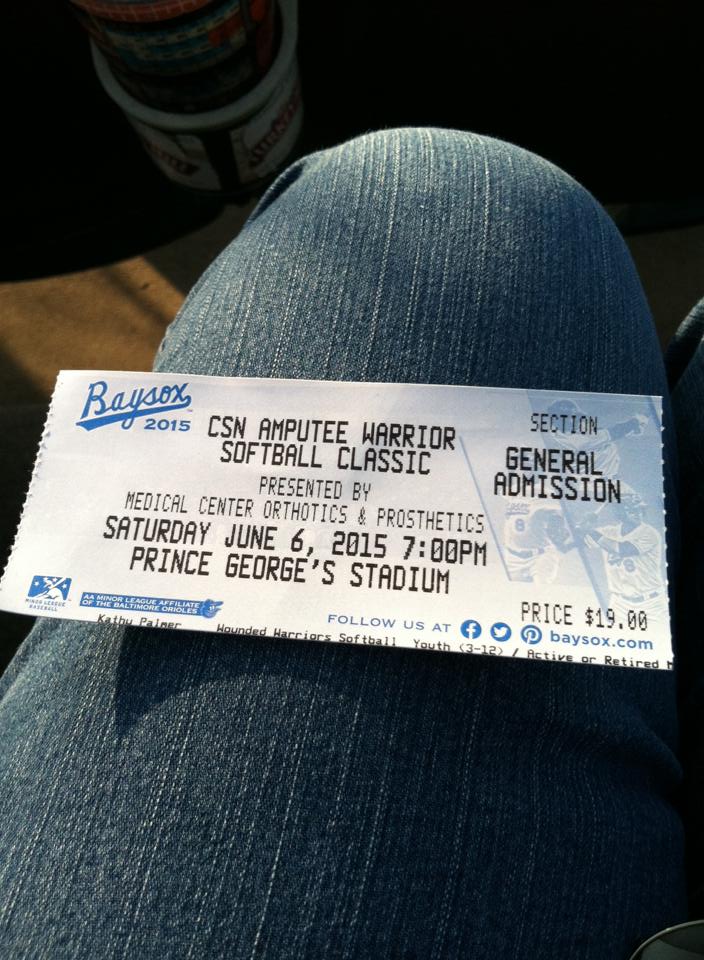 Baysox
2015
CSN AMPUTEE WARRIOR
SOFTBALL CLASSIC
PRESENTED BY
MEDICAL CENTER ORTHOTICS & PROSTHETICS
SATURDAY JUNE 6, 2015 7:00PM
PRINCE GEORGE'S STADIUM
SECTION
GENERAL
ADMISSION
PRICE $19.00
MINOR LEAGUE
BASEBALL
AA MINOR LEAGUE AFFILIATE
OF THE BALTIMORE ORIOLES
FOLLOW US AT baysox.com
Kathy Palmer Wounded Warriors Softball Youth (3-12) / Active or Retired